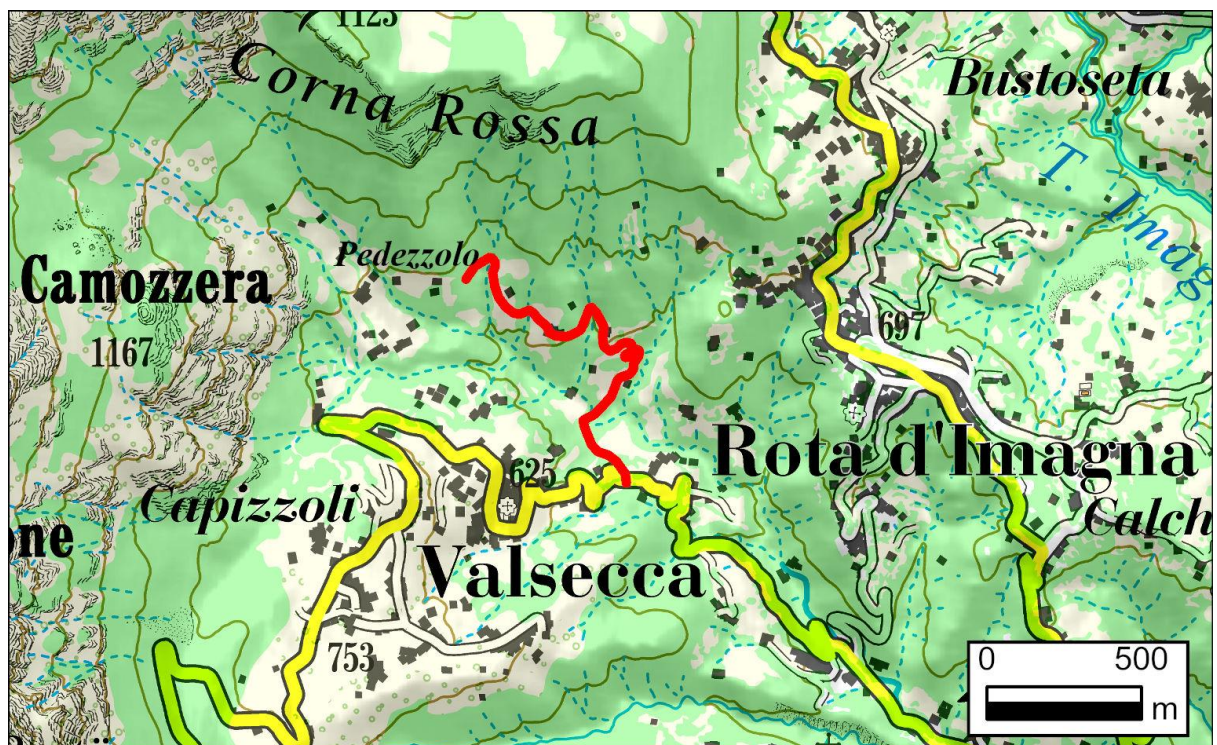 1125
Corna Rossa
Bustoseta
T. Imag
Pedezzolo
Camozzera
1167
697
Rota d'Imagna
625
Capizzoli
Calch
one
Valsecca
753
0 500
m